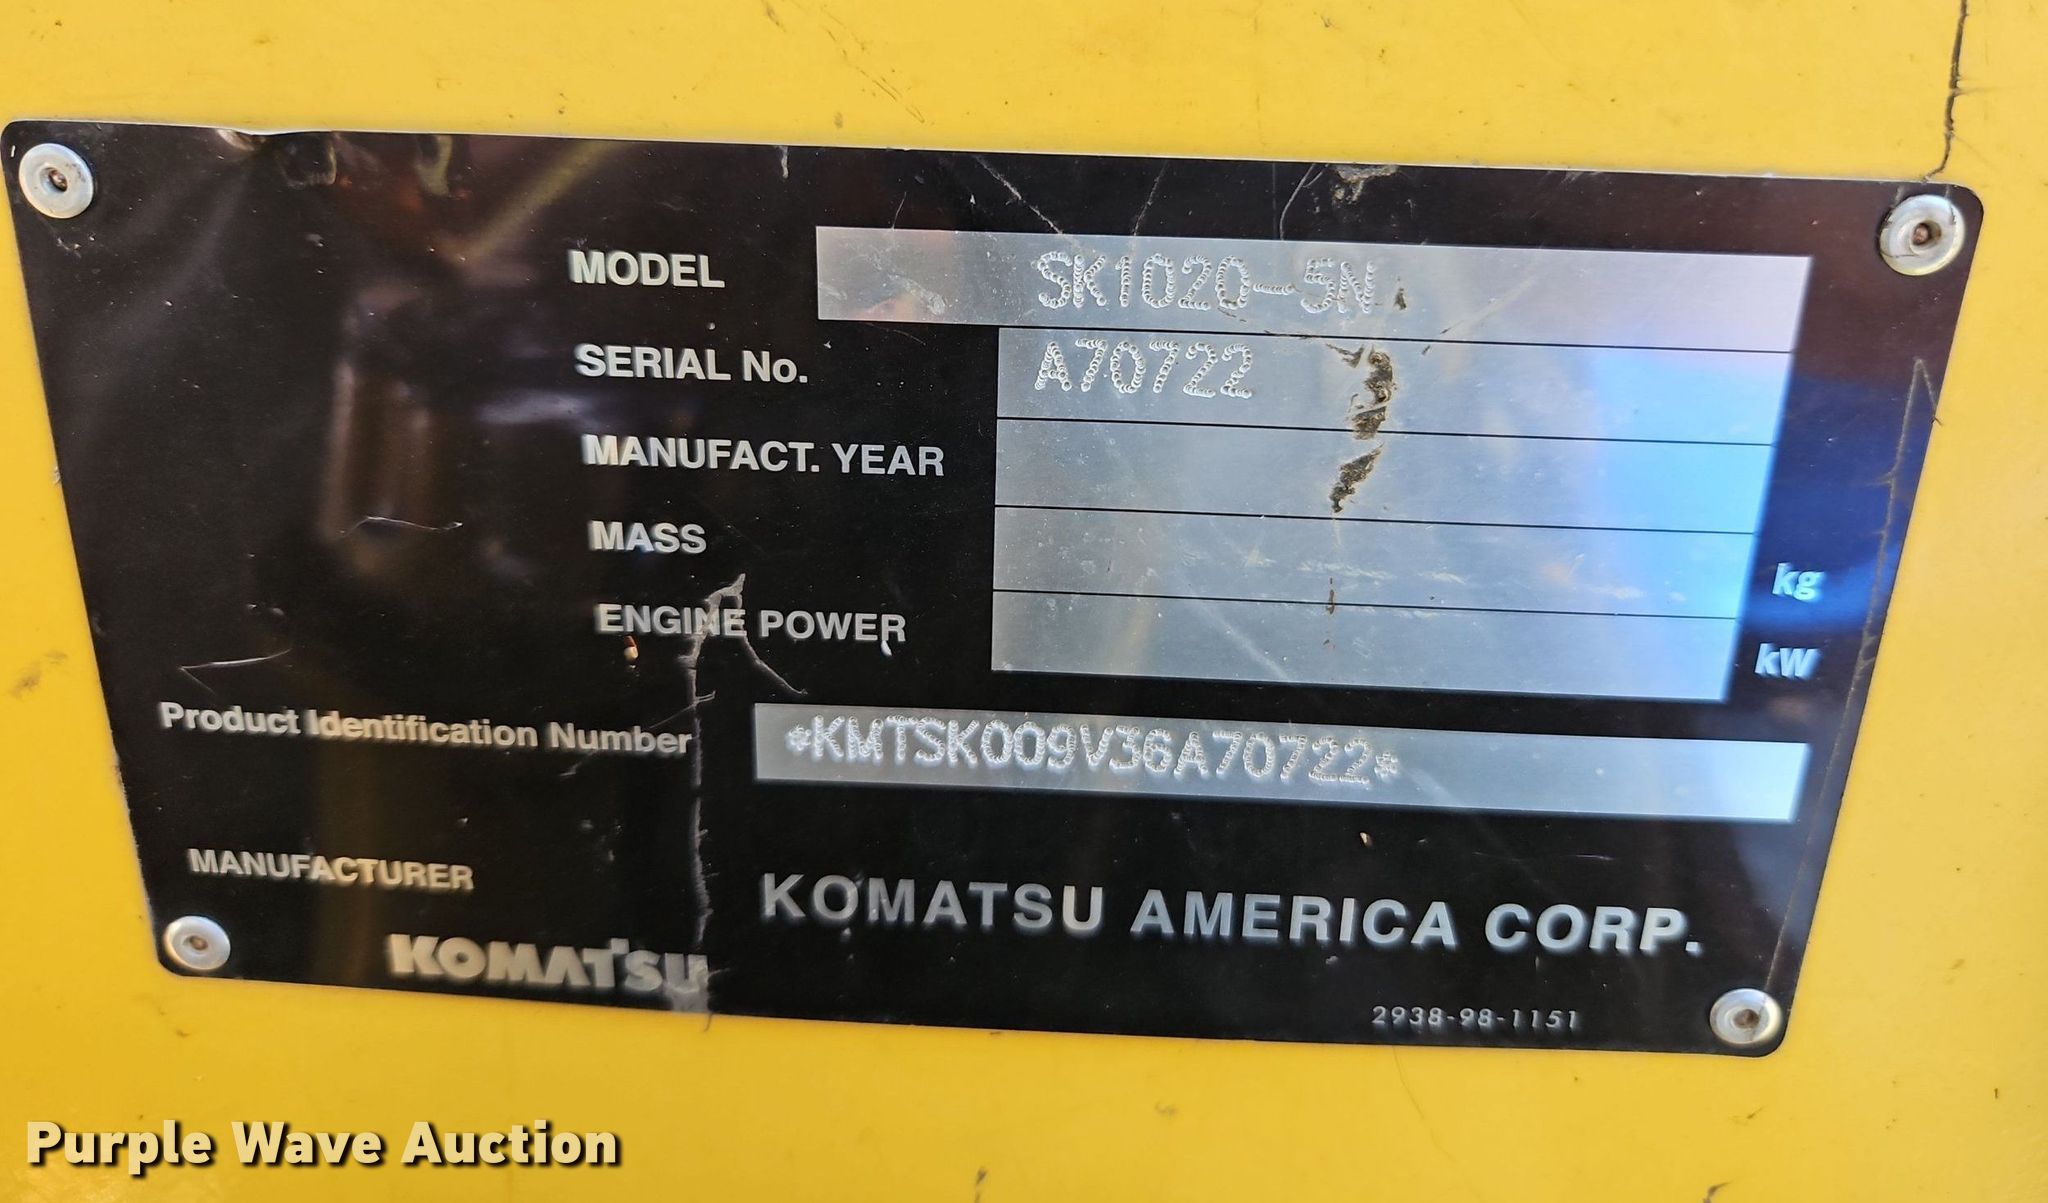 MODEL SK1020-5N
SERIAL No. A70722
MANUFACT. YEAR
MASS kg
ENGINE POWER kW
Product Identification Number *KMTSK009V36A70722*
MANUFACTURER
KOMATSU KOMATSU AMERICA CORP.
2938-98-1151
Purple Wave Auction